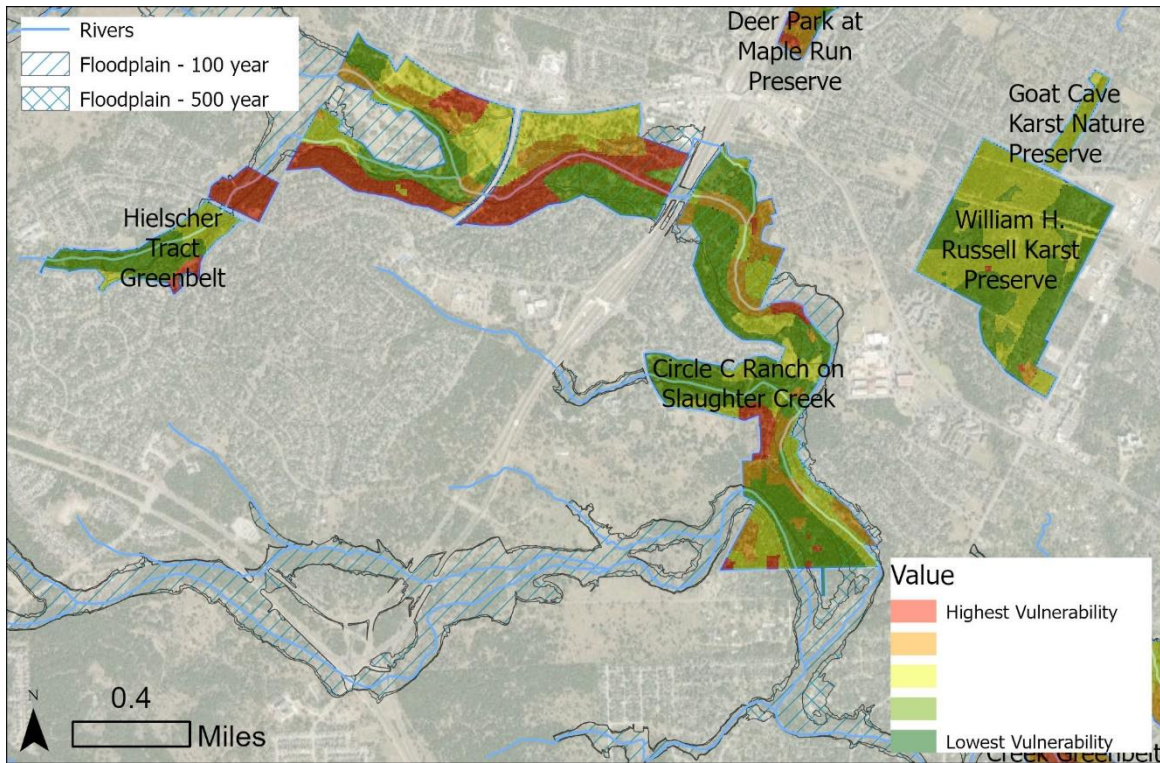 Rivers
Floodplain - 100 year
Floodplain - 500 year
Deer Park at
Maple Run
Preserve
Goat Cave
Karst Nature
Preserve
Hielscher
Tract
Greenbelt
William H.
Russell Karst
Preserve
Circle C Ranch on
Slaughter Creek
Value
Highest Vulnerability
Lowest Vulnerability
Creek Greenbelt
N
0.4
Miles